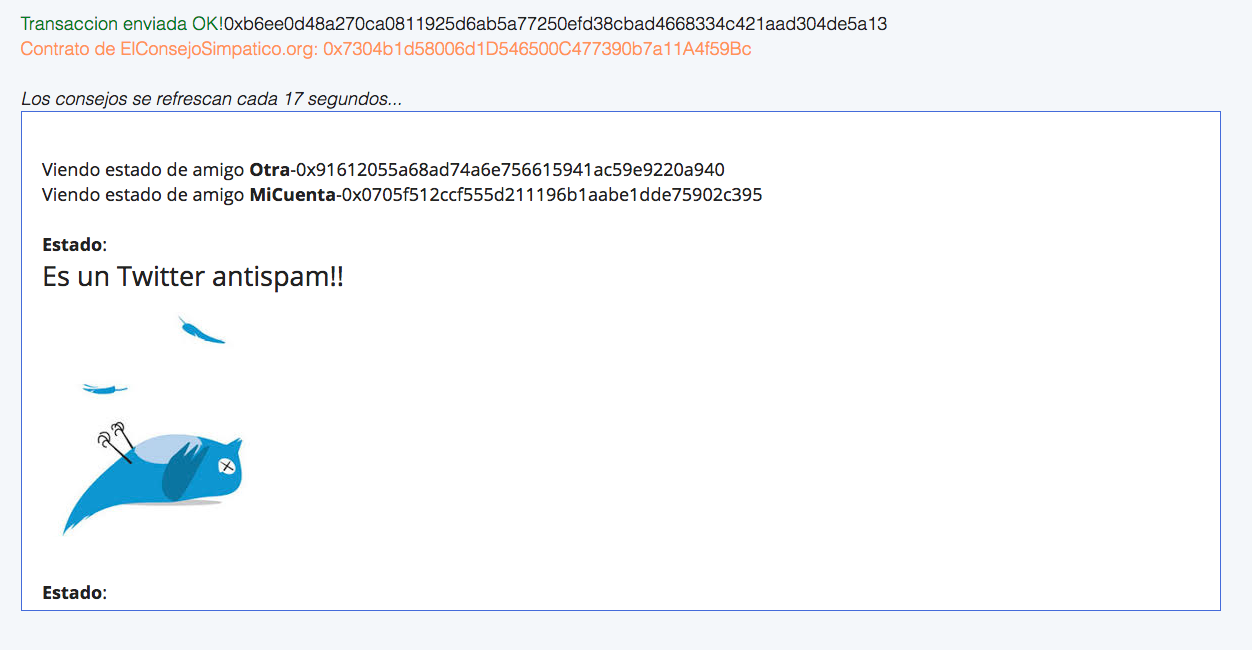 Transaccion enviada OK!0xb6ee0d48a270ca0811925d6ab5a77250efd38cbad4668334c421aad304de5a13
Contrato de ElConsejoSimpatico.org: 0x7304b1d58006d1D546500C477390b7a11A4f59Bc
Los consejos se refrescan cada 17 segundos...
Viendo estado de amigo Otra-0x91612055a68ad74a6e756615941ac59e9220a940
Viendo estado de amigo MiCuenta-0x0705f512ccf555d211196b1aabe1dde75902c395
Estado:
Es un Twitter antispam!!
Estado: